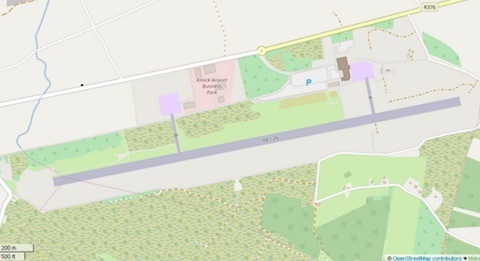 R376
Knock Airport
Business
Park
P
200 m
500 ft
© OpenStreetMap contributors ♥